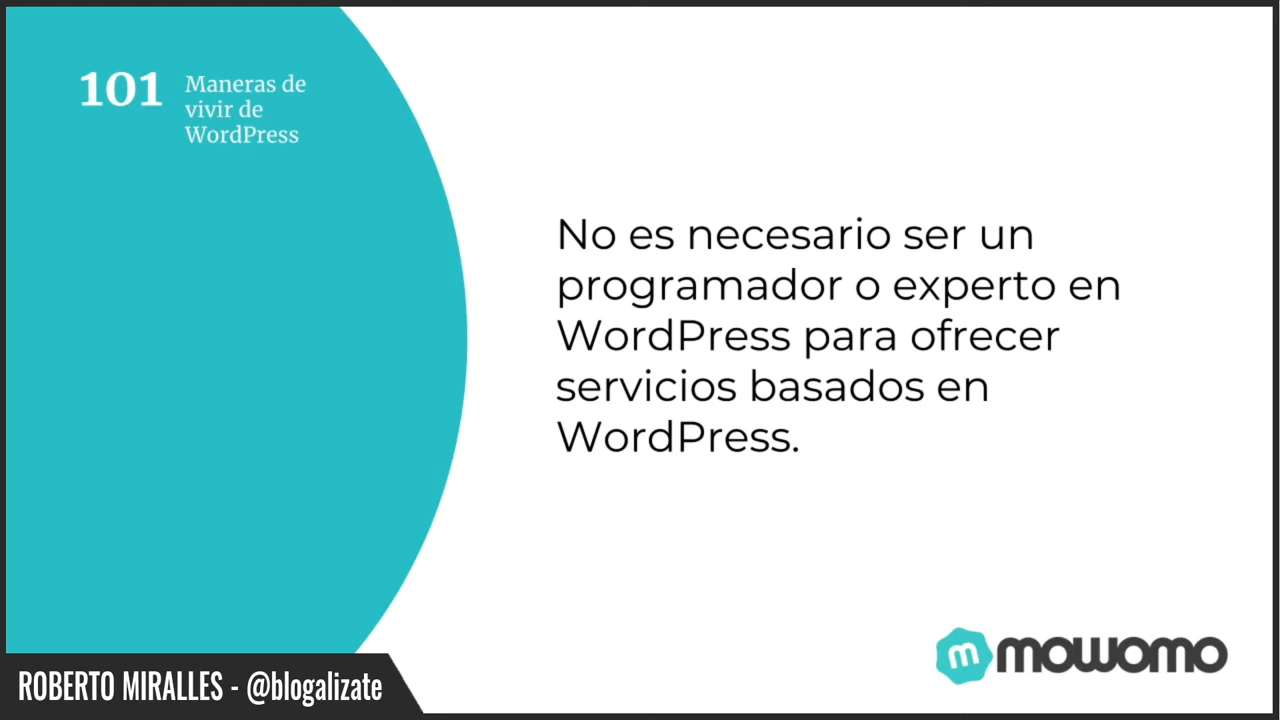 101
Maneras de
vivir de
WordPress
No es necesario ser un
programador o experto en
WordPress para ofrecer
servicios basados en
WordPress.
m mowomo
ROBERTO MIRALLES - @blogalizate